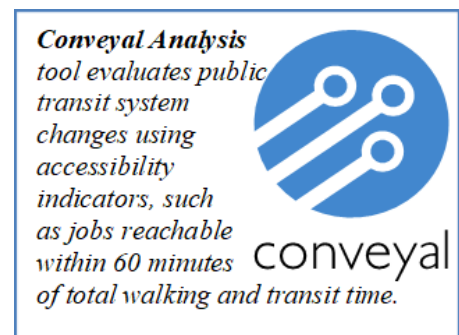 Conveyal Analysis
tool evaluates public
transit system
changes using
accessibility
indicators, such
as jobs reachable
within 60 minutes
of total walking and transit time.
conveyal